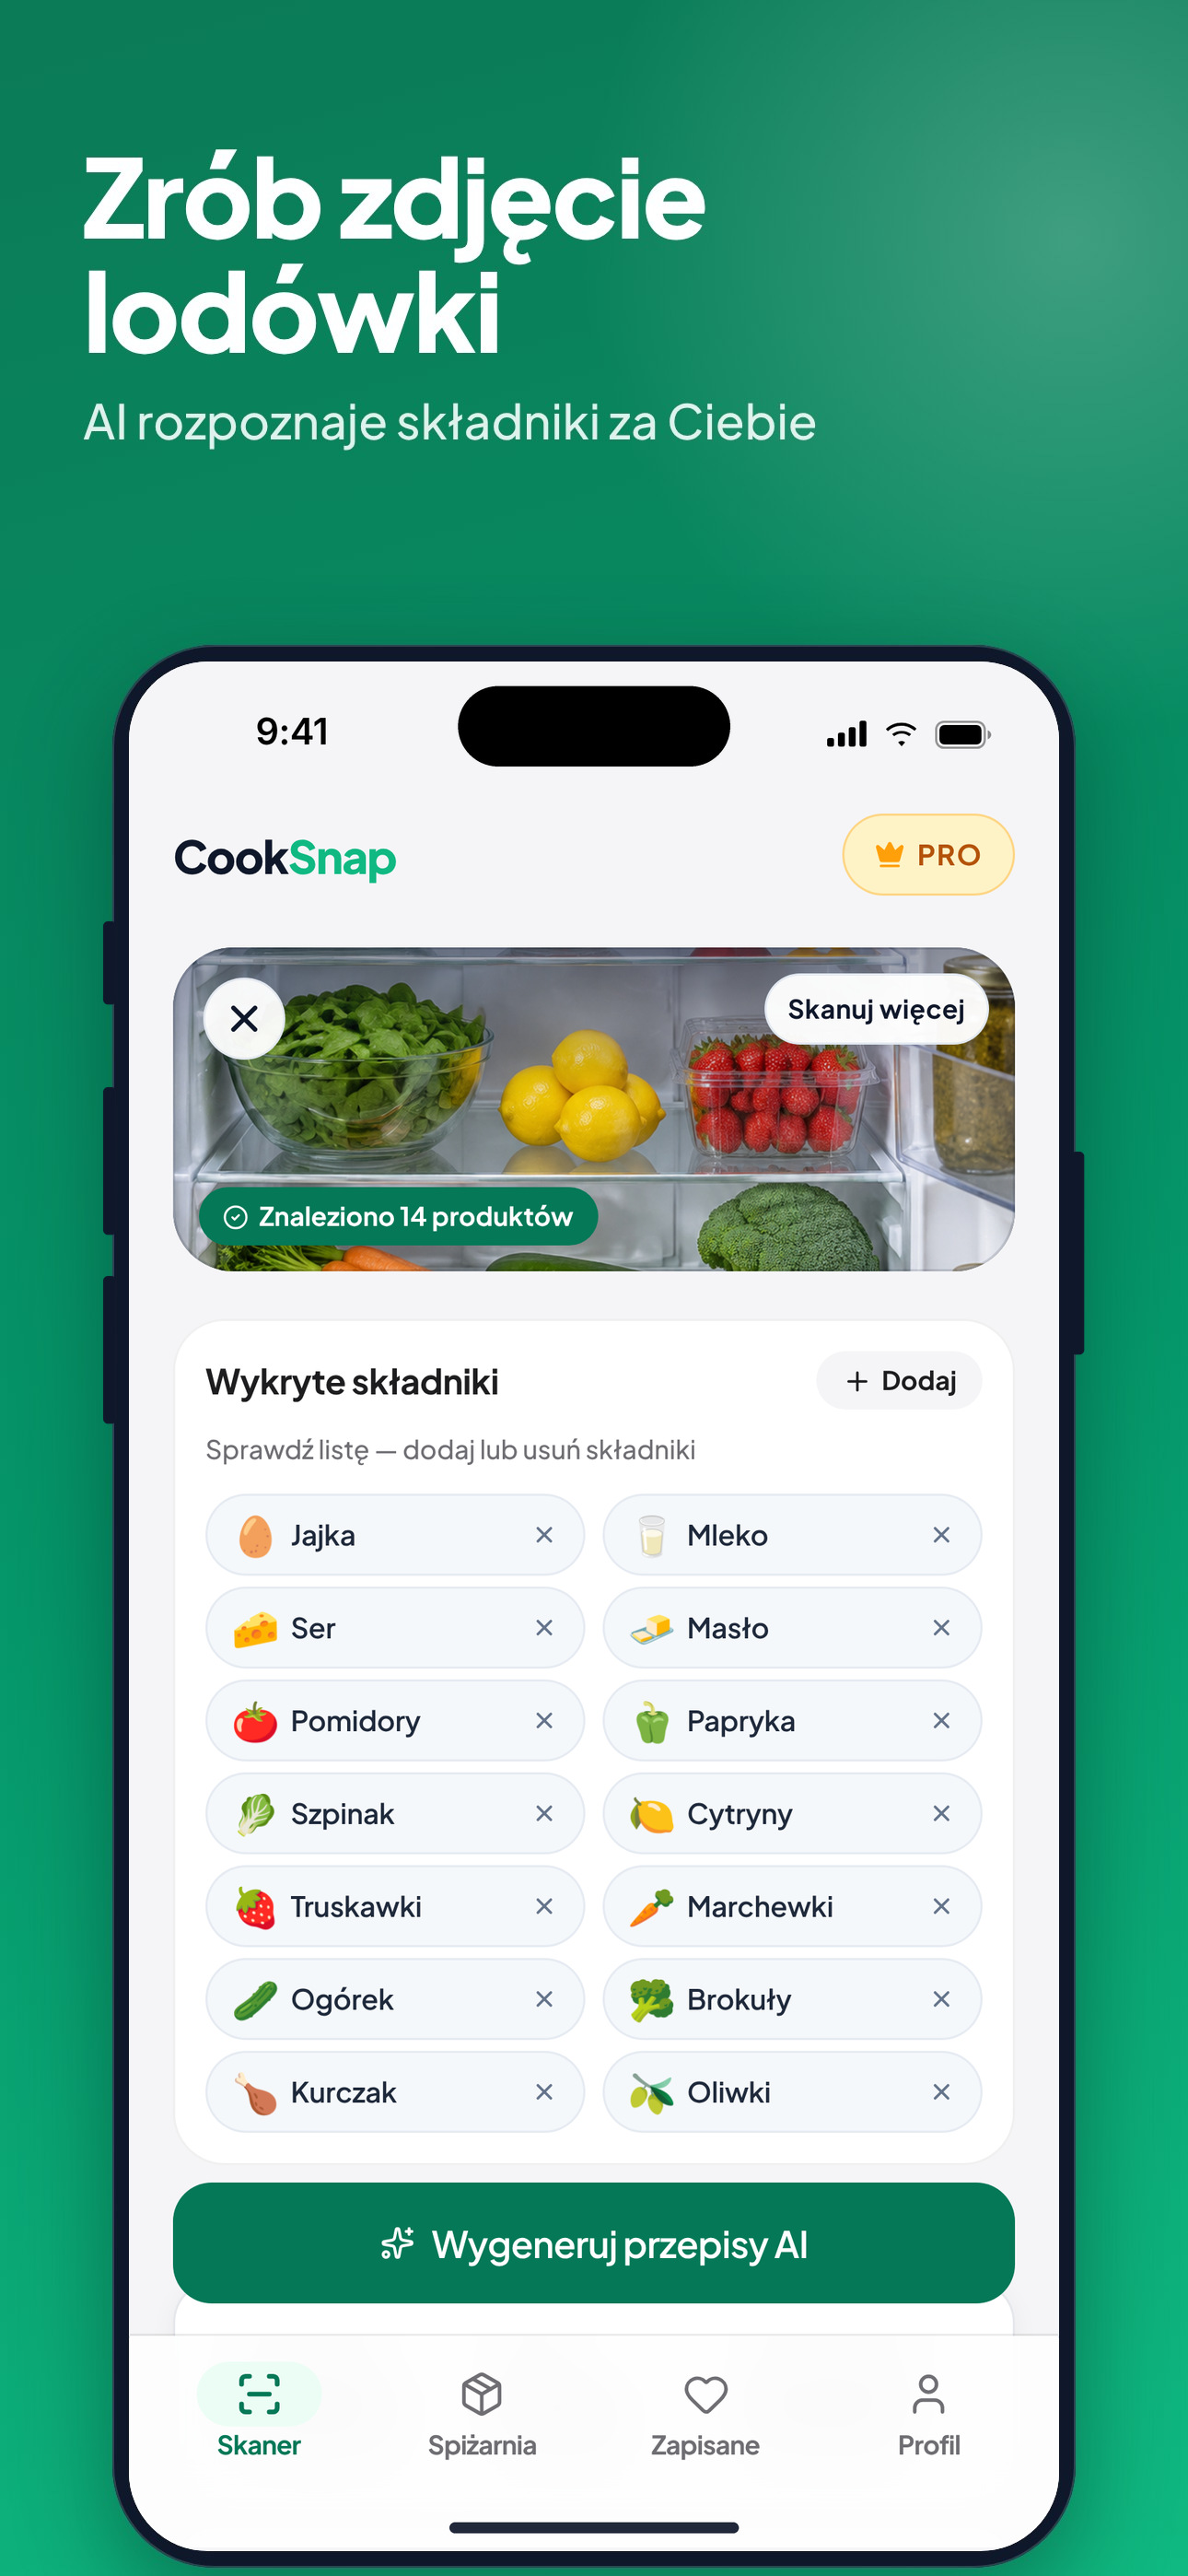 Zrób zdjęcie
lodówki
AI rozpoznaje składniki za Ciebie
9:41
CookSnap
PRO
Skanuj więcej
Znaleziono 14 produktów
Wykryte składniki
Dodaj
Sprawdź listę — dodaj lub usuń składniki
Jajka
Mleko
Ser
Masło
Pomidory
Papryka
Szpinak
Cytryny
Truskawki
Marchewki
Ogórek
Brokuły
Kurczak
Oliwki
Wygeneruj przepisy AI
Skaner
Spiżarnia
Zapisane
Profil